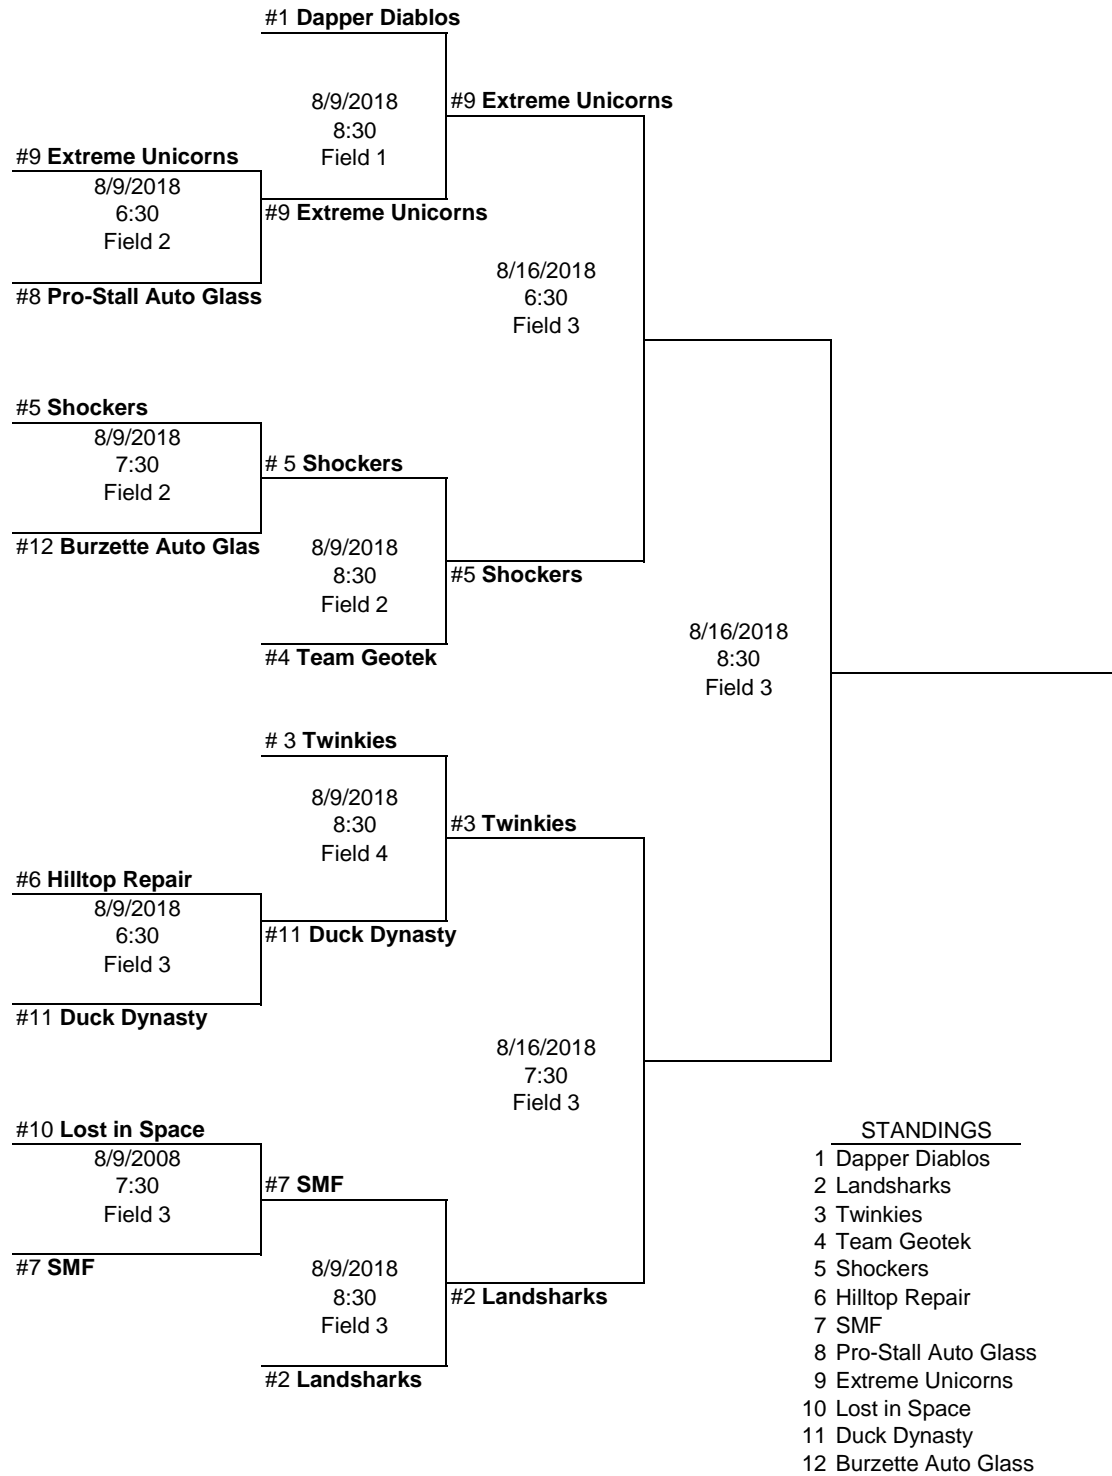 #1 Dapper Diablos
8/9/2018
8:30
Field 1
#9 Extreme Unicorns
#9 Extreme Unicorns
8/9/2018
6:30
Field 2
#9 Extreme Unicorns
#8 Pro-Stall Auto Glass
8/16/2018
6:30
Field 3
#5 Shockers
8/9/2018
7:30
Field 2
# 5 Shockers
#12 Burzette Auto Glas
8/9/2018
8:30
Field 2
#5 Shockers
#4 Team Geotek
8/16/2018
8:30
Field 3
# 3 Twinkies
8/9/2018
8:30
Field 4
#3 Twinkies
#6 Hilltop Repair
8/9/2018
6:30
Field 3
#11 Duck Dynasty
#11 Duck Dynasty
8/16/2018
7:30
Field 3
#10 Lost in Space
8/9/2008
7:30
Field 3
#7 SMF
#7 SMF
8/9/2018
8:30
Field 3
#2 Landsharks
#2 Landsharks
STANDINGS
1 Dapper Diablos
2 Landsharks
3 Twinkies
4 Team Geotek
5 Shockers
6 Hilltop Repair
7 SMF
8 Pro-Stall Auto Glass
9 Extreme Unicorns
10 Lost in Space
11 Duck Dynasty
12 Burzette Auto Glass